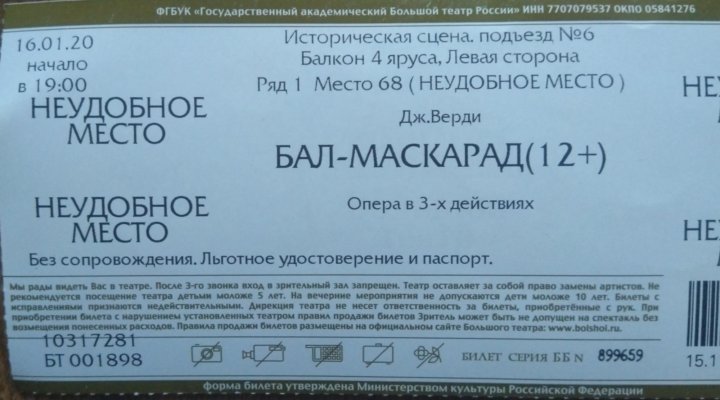 ФГБУК «Государственный академический Большой театр России» ИНН 7707079537 ОКПО 05841276
16.01.20
начало
в 19:00
Историческая сцена. подъезд №6
Балкон 4 яруса, Левая сторона
Ряд 1 Место 68 ( НЕУДОБНОЕ МЕСТО )
НЕУДОБНОЕ
МЕСТО
Дж.Верди
БАЛ-МАСКАРАД(12+)
НЕУДОБНОЕ
МЕСТО
Опера в 3-х действиях
Без сопровождения. Льготное удостоверение и паспорт.
НЕ
НЕ
Мы рады видеть Вас в театре. После 3-го звонка вход в зрительный зал запрещен. Театр оставляет за собой право замены артистов. Не
рекомендуется посещение театра детьми моложе 5 лет. На вечерние мероприятия не допускаются дети моложе 10 лет. Билеты с
исправлениями признаются недействительными. Дирекция театра не несет ответственность за билеты, приобретённые с рук. При
приобретении билета с нарушением установленных театром правил продажи билетов Зритель может быть не допущен на спектакль без
возмещения понесенных расходов. Правила продажи билетов размещены на официальном сайте Большого театра: www.bolshoi.ru
10317281
БТ 001898
БИЛЕТ СЕРИЯ ББ N 899659
15.1
форма билета утверждена Министерством культуры Российской Федерации